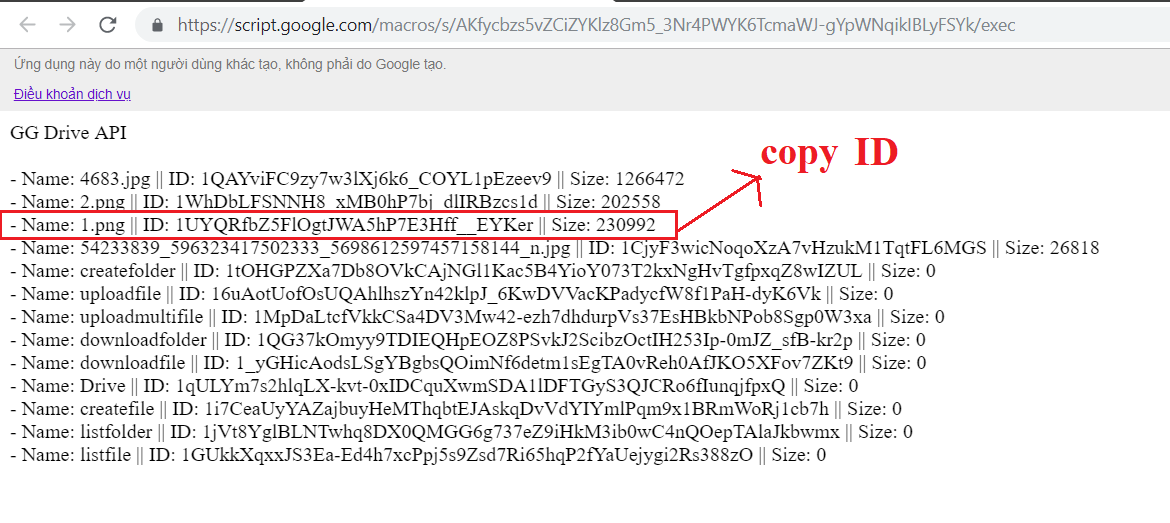 https://script.google.com/macros/s/AKfycbzs5vZCiZYKlz8Gm5_3Nr4PWYK6TcmaWJ-gYpWNqikIBLyFSYk/exec
Ứng dụng này do một người dùng khác tạo, không phải do Google tạo.
Điều khoản dịch vụ
GG Drive API
copy ID
- Name: 4683.jpg || ID: 1QAYviFC9zy7w3lXj6k6_COYL1pEzeev9 || Size: 1266472
- Name: 2.png || ID: 1WhDbLFSNNH8_xMB0hP7bj_dlIRBzcs1d || Size: 202558
- Name: 1.png || ID: 1UYQRfbZ5FlOgtJWA5hP7E3Hff__EYKer || Size: 230992
- Name: 54233839_596323417502333_5698612597457158144_n.jpg || ID: 1CjyF3wicNoqoXzA7vHzukM1TqtFL6MGS || Size: 26818
- Name: createfolder || ID: 1tOHGPZXa7Db8OVkCAjNGl1Kac5B4YioY073T2kxNgHvTgfpxqZ8wIZUL || Size: 0
- Name: uploadfile || ID: 16uAotUofOsUQAhlhszYn42klpJ_6KwDVVacKPadycfW8f1PaH-dyK6Vk || Size: 0
- Name: uploadmultifile || ID: 1MpDaLtcfVkkCSa4DV3Mw42-ezh7dhdurpVs37EsHBkbNPob8Sgp0W3xa || Size: 0
- Name: downloadfolder || ID: 1QG37kOmyy9TDIEQHpEOZ8PSvkJ2ScibzOctIH253Ip-0mJZ_sfB-kr2p || Size: 0
- Name: downloadfile || ID: 1_yGHicAodsLSgYBgbsQOimNf6detm1sEgTA0vReh0AfJKO5XFov7ZKt9 || Size: 0
- Name: Drive || ID: 1qULYm7s2hlqLX-kvt-0xIDCquXwmSDA1lDFTGyS3QJCRo6fIunqjfpxQ || Size: 0
- Name: createfile || ID: 1i7CeaUyYAZajbuyHeMThqbtEJAskqDvVdYIYmlPqm9x1BRmWoRj1cb7h || Size: 0
- Name: listfolder || ID: 1jVt8YglBLNTwhq8DX0QMGG6g737eZ9iHkM3ib0wC4nQOepTAlaJkbwmx || Size: 0
- Name: listfile || ID: 1GUkkXqxxJS3Ea-Ed4h7xcPpj5s9Zsd7Ri65hqP2fYaUejygi2Rs388zO || Size: 0